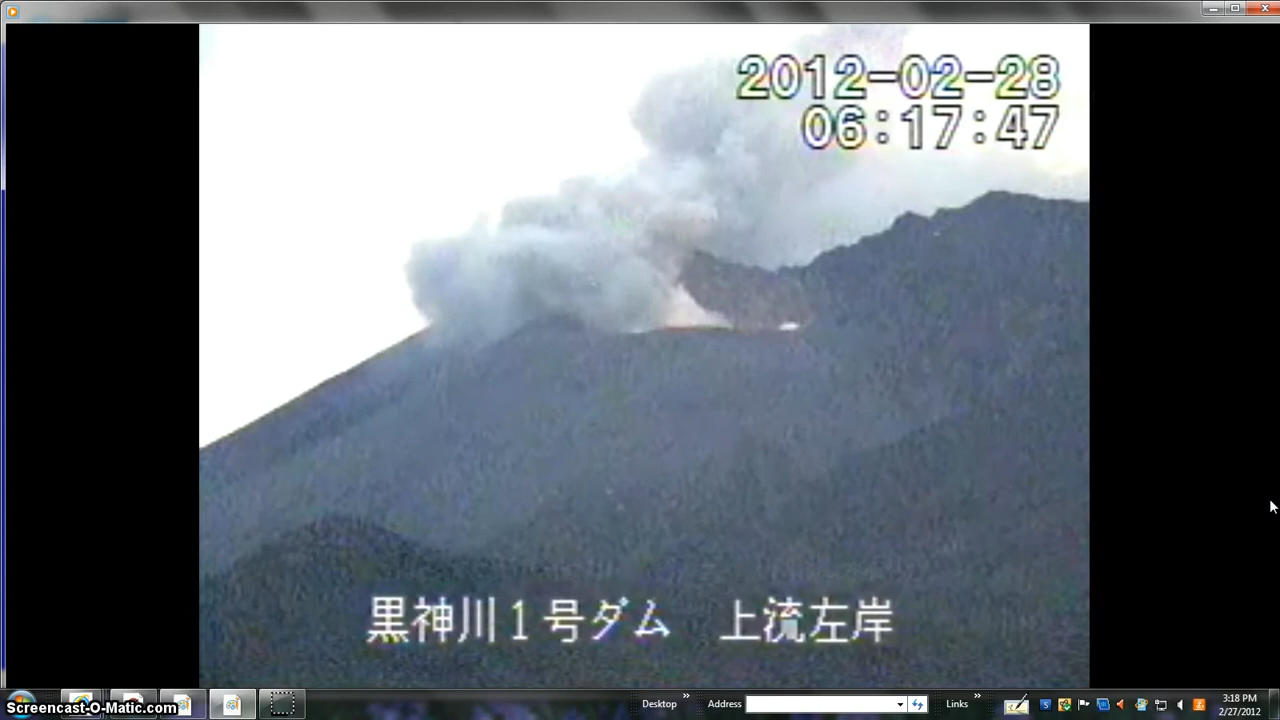 2012-02-28
06:17:47
黒神川1号ダム 上流左岸
Desktop »
Address
Links »
3:18 PM
2/27/2012
Screencast-O-Matic.com